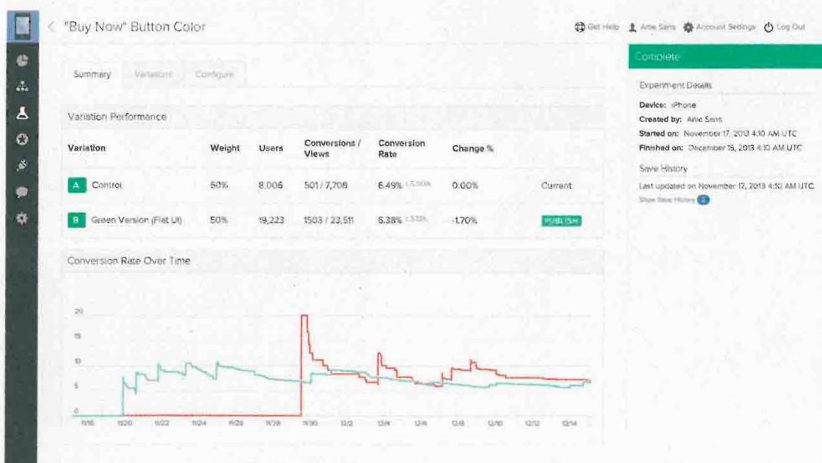 "Buy Now" Button Color
Get Help Artie Sans Account Settings Log Out
Summary Variations Configure
Complete
Experiment Details
Device: iPhone
Created by: Artie Sans
Started on: November 17, 2013 4:10 AM UTC
Finished on: December 15, 2013 4:10 AM UTC
Save History
Last updated on November 17, 2013 4:10 AM UTC
Show Save History 2
Variation Performance
Variation Weight Users Conversions / Views Conversion Rate Change %
A Control 50% 8,006 501 / 7,708 6.49% 0.00% Current
B Green Version (Flat UI) 50% 19,223 1503 / 23,511 6.38% -1.70% PUBLISH
Conversion Rate Over Time
20
15
10
5
0
11/18 11/20 11/22 11/24 11/26 11/28 11/30 12/2 12/4 12/6 12/8 12/10 12/12 12/14